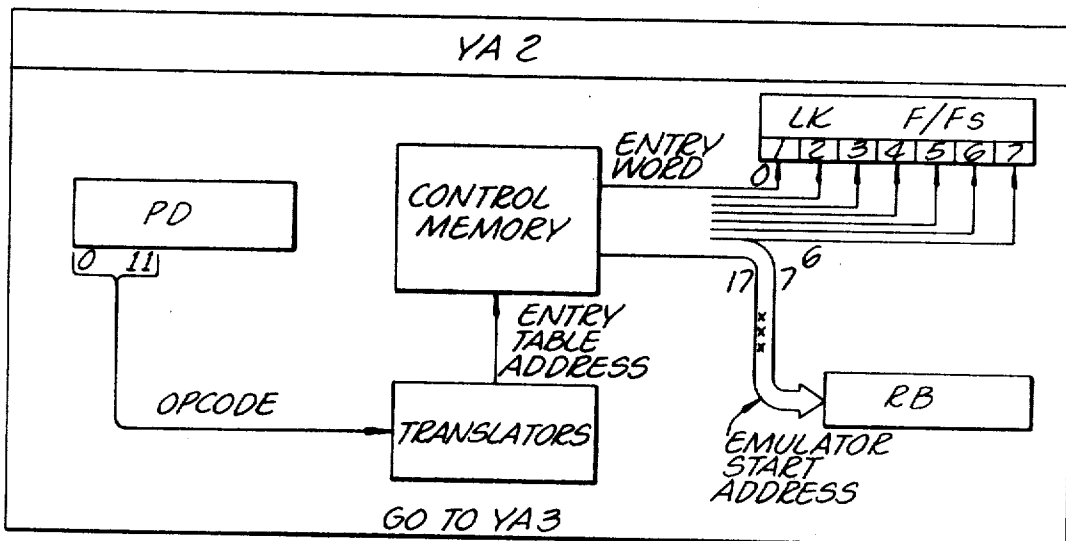 YA 2
LK F/Fs
1 2 3 4 5 6 7
0
ENTRY
WORD
CONTROL
MEMORY
PD
0 11
17 7 6
xxx
ENTRY
TABLE
ADDRESS
OPCODE
TRANSLATORS
RB
EMULATOR
START
ADDRESS
GO TO YA3